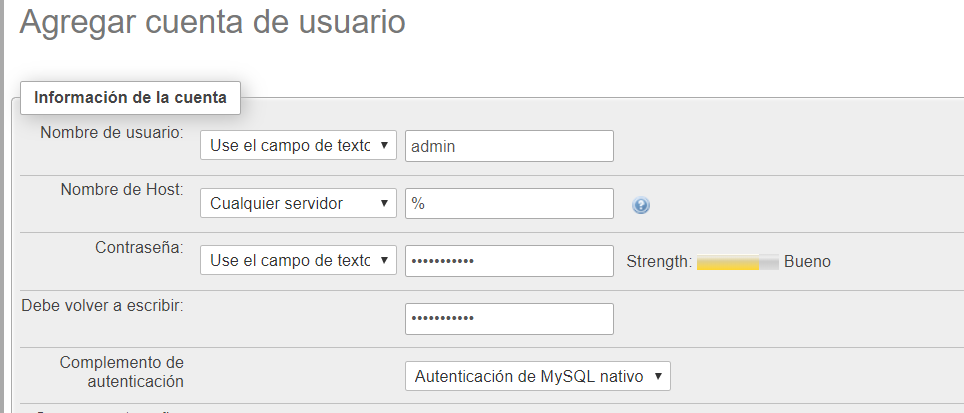 Agregar cuenta de usuario
Información de la cuenta
Nombre de usuario: Use el campo de texto admin
Nombre de Host: Cualquier servidor %
Contraseña: Use el campo de texto ••••••••••• Strength: Bueno
Debe volver a escribir: •••••••••••
Complemento de
autenticación
Autenticación de MySQL nativo